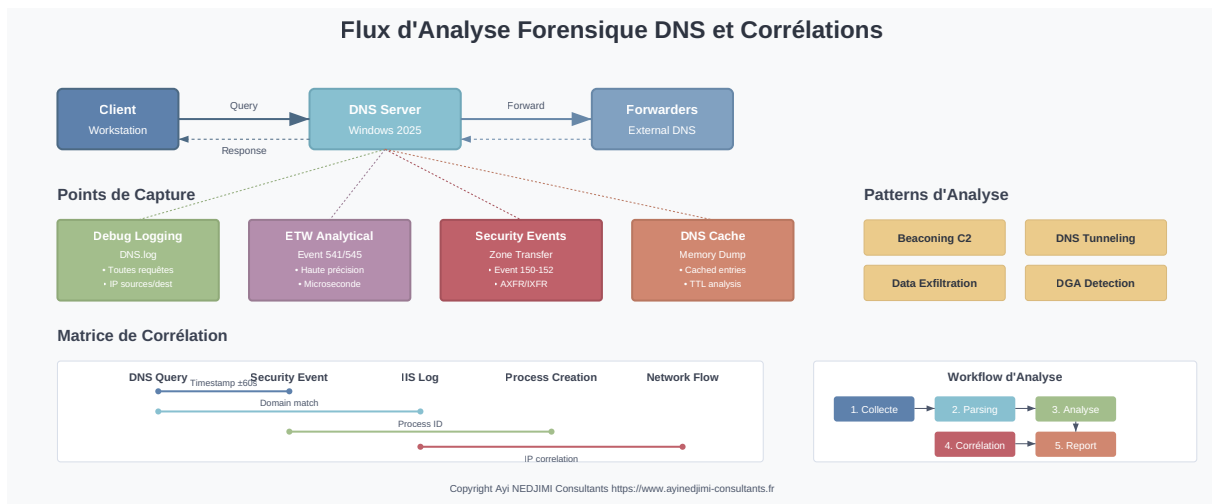 Flux d'Analyse Forensique DNS et Corrélations
Client
Workstation
Query
Response
DNS Server
Windows 2025
Forward
Forwarders
External DNS
Points de Capture
Debug Logging
DNS.log
• Toutes requêtes
• IP sources/dest
ETW Analytical
Event 541/545
• Haute précision
• Microseconde
Security Events
Zone Transfer
• Event 150-152
• AXFR/IXFR
DNS Cache
Memory Dump
• Cached entries
• TTL analysis
Patterns d'Analyse
Beaconing C2
DNS Tunneling
Data Exfiltration
DGA Detection
Matrice de Corrélation
DNS Query
Security Event
IIS Log
Process Creation
Network Flow
Timestamp ±60s
Domain match
Process ID
IP correlation
Workflow d'Analyse
1. Collecte
2. Parsing
3. Analyse
4. Corrélation
5. Report
Copyright Ayi NEDJIMI Consultants https://www.ayinedjimi-consultants.fr